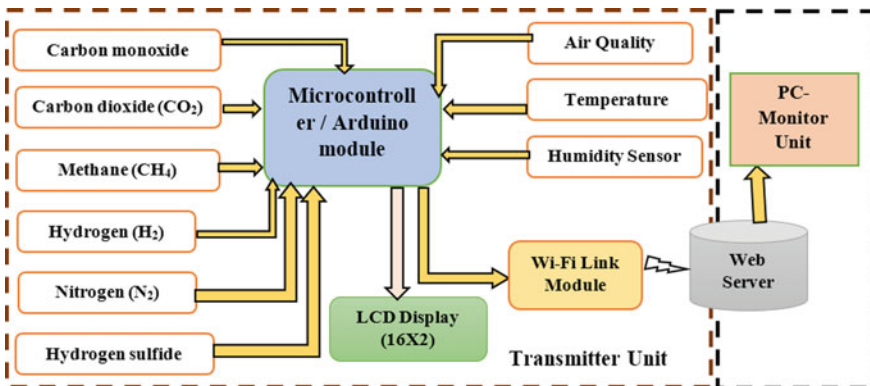 Carbon monoxide
Carbon dioxide (CO₂)
Methane (CH₄)
Hydrogen (H₂)
Nitrogen (N₂)
Hydrogen sulfide
Microcontroll
er / Arduino
module
Air Quality
Temperature
Humidity Sensor
LCD Display
(16X2)
Wi-Fi Link
Module
Transmitter Unit
Web
Server
PC-
Monitor
Unit